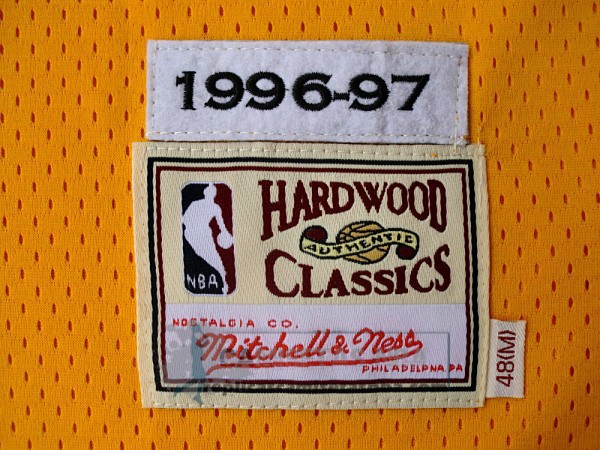 1996-97
HARDWOOD
AUTHENTIC
CLASSICS
NBA
NOSTALGIA CO.
Mitchell & Ness
PHILADELPHIA, PA
48(M)